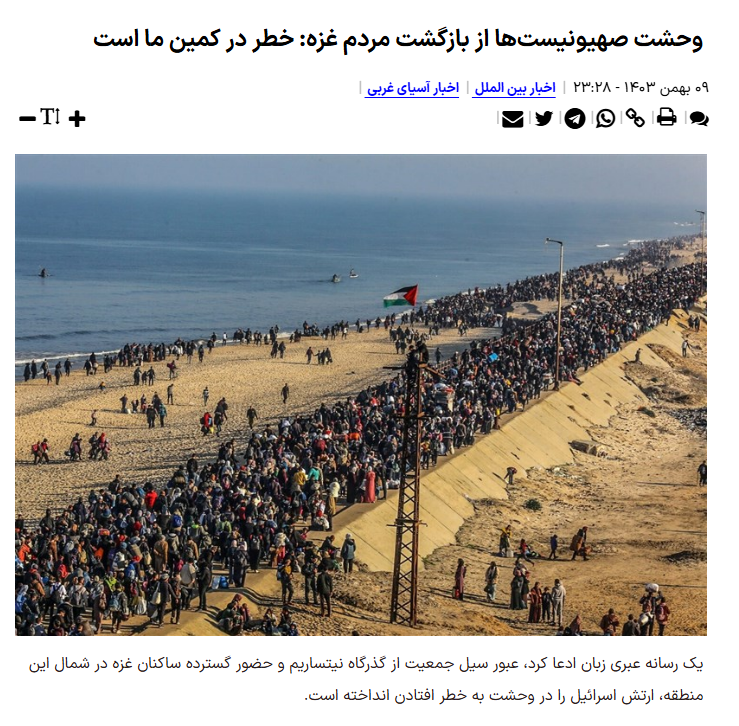 وحشت صهیونیست‌ها از بازگشت مردم غزه: خطر در کمین ما است
۰۹ بهمن ۱۴۰۳ - ۲۳:۲۸ | اخبار بین الملل | اخبار آسیای غربی |
T
یک رسانه عبری زبان ادعا کرد، عبور سیل جمعیت از گذرگاه نیتساریم و حضور گسترده ساکنان غزه در شمال این
منطقه، ارتش اسرائیل را در وحشت به خطر افتادن انداخته است.